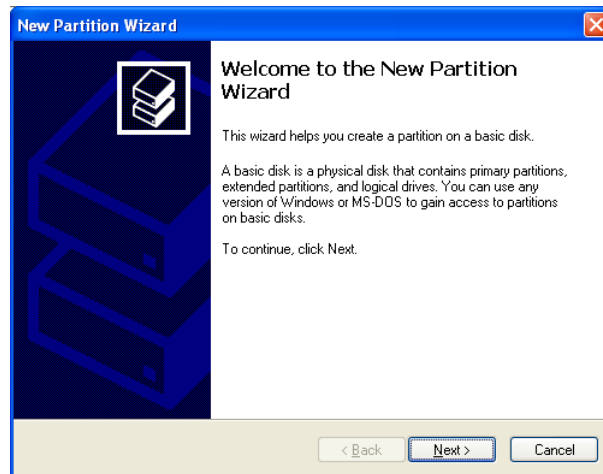 New Partition Wizard
Welcome to the New Partition
Wizard
This wizard helps you create a partition on a basic disk.
A basic disk is a physical disk that contains primary partitions,
extended partitions, and logical drives. You can use any
version of Windows or MS-DOS to gain access to partitions
on basic disks.
To continue, click Next.
< Back
Next >
Cancel